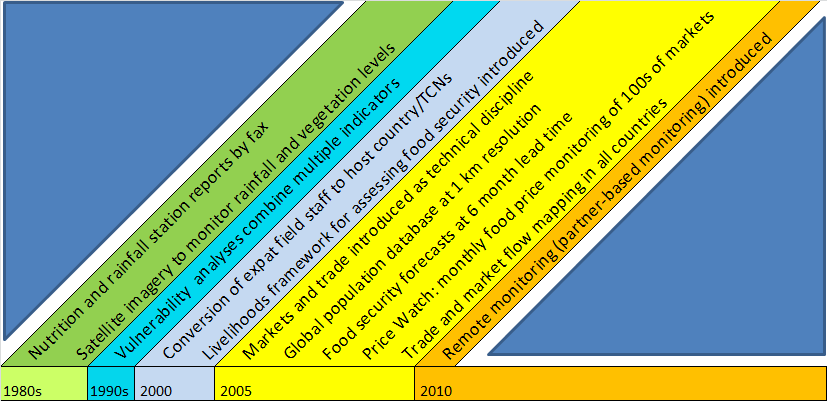 Nutrition and rainfall station reports by fax
Satellite imagery to monitor rainfall and vegetation levels
Vulnerability analyses combine multiple indicators
Conversion of expat field staff to host country/TCNs
Livelihoods framework for assessing food security introduced
Markets and trade introduced as technical discipline
Global population database at 1 km resolution
Food security forecasts at 6 month lead time
Price Watch: monthly food price monitoring of 100s of markets
Trade and market flow mapping in all countries
Remote monitoring (partner-based monitoring) introduced
1980s
1990s
2000
2005
2010